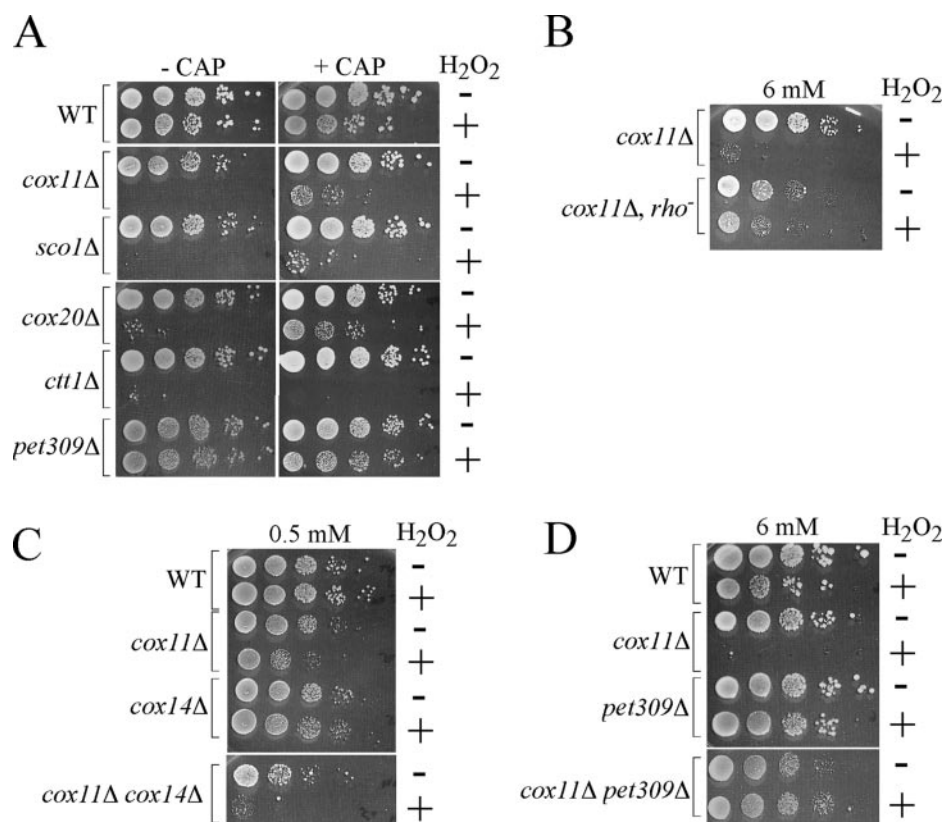 A
- CAP + CAP H₂O₂
WT - +
cox11Δ - +
sco1Δ - +
cox20Δ - +
ctt1Δ - +
pet309Δ - +
B
6 mM H₂O₂
cox11Δ - +
cox11Δ, rho⁻ - +
C
0.5 mM H₂O₂
WT - +
cox11Δ - +
cox14Δ - +
cox11Δ cox14Δ - +
D
6 mM H₂O₂
WT - +
cox11Δ - +
pet309Δ - +
cox11Δ pet309Δ - +